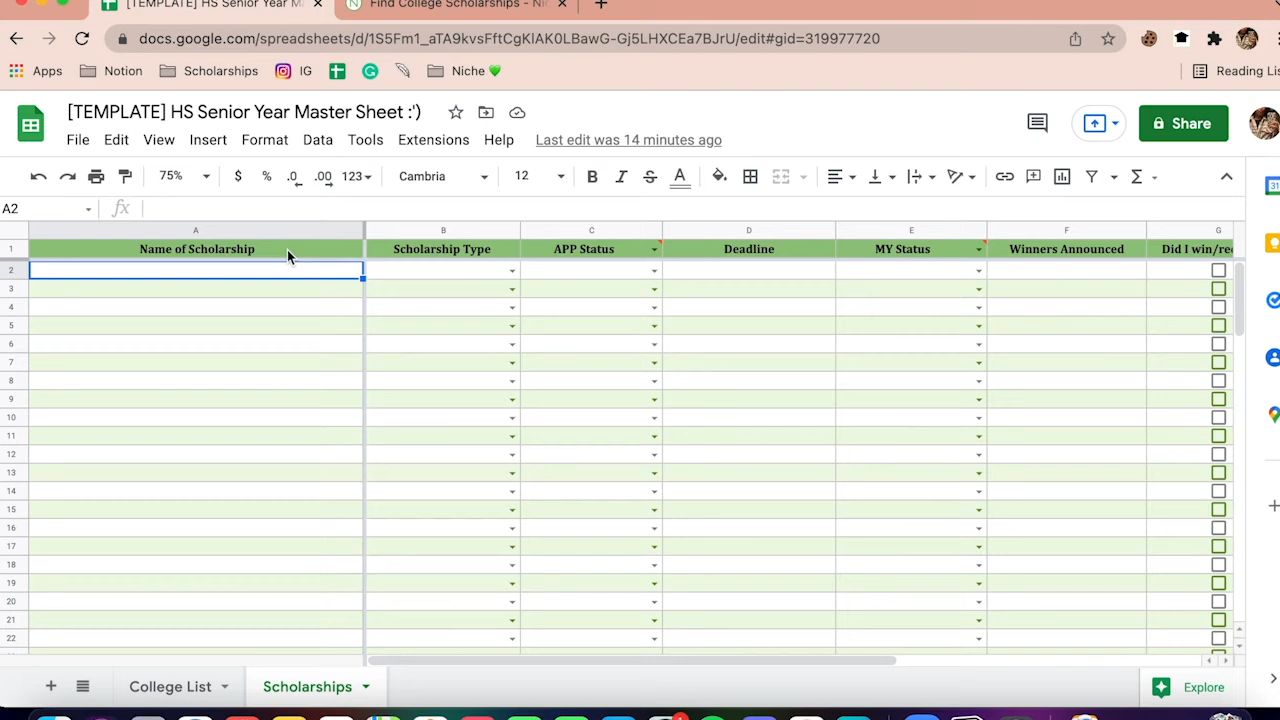 [TEMPLATE] HS Senior Year M
Find College Scholarships - Nic
docs.google.com/spreadsheets/d/1S5Fm1_aTA9kvsFftCgKlAK0LBawG-Gj5LHXCEa7BJrU/edit#gid=319977720
Apps Notion Scholarships IG Niche 💚 Reading Lis
[TEMPLATE] HS Senior Year Master Sheet :')
File Edit View Insert Format Data Tools Extensions Help Last edit was 14 minutes ago
Share
75% $ % .0 .00 123 Cambria 12 B I S A
A2 fx
A B C D E F G
1 Name of Scholarship Scholarship Type APP Status Deadline MY Status Winners Announced Did I win/re
2
3
4
5
6
7
8
9
10
11
12
13
14
15
16
17
18
19
20
21
22
College List Scholarships Explore